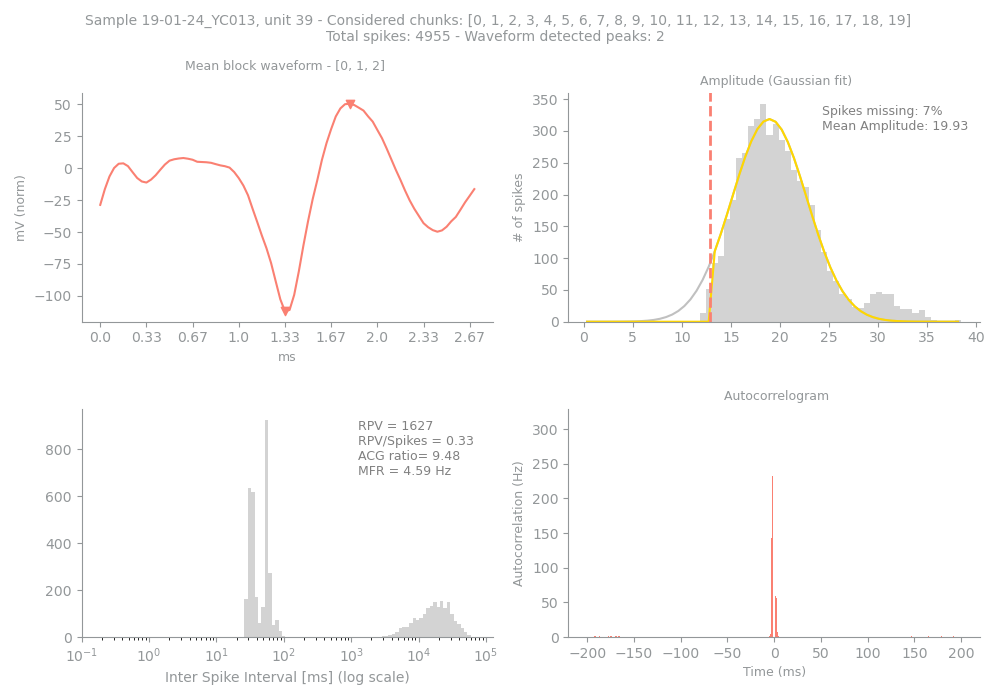 Sample 19-01-24_YC013, unit 39 - Considered chunks: [0, 1, 2, 3, 4, 5, 6, 7, 8, 9, 10, 11, 12, 13, 14, 15, 16, 17, 18, 19]
Total spikes: 4955 - Waveform detected peaks: 2
Mean block waveform - [0, 1, 2]
50
25
0
−25
−50
−75
−100
mV (norm)
0.0 0.33 0.67 1.0 1.33 1.67 2.0 2.33 2.67
ms
Amplitude (Gaussian fit)
Spikes missing: 7%
Mean Amplitude: 19.93
350
300
250
200
150
100
50
0
# of spikes
0 5 10 15 20 25 30 35 40
RPV = 1627
RPV/Spikes = 0.33
ACG ratio= 9.48
MFR = 4.59 Hz
800
600
400
200
0
10⁻¹ 10⁰ 10¹ 10² 10³ 10⁴ 10⁵
Inter Spike Interval [ms] (log scale)
Autocorrelogram
300
250
200
150
100
50
0
Autocorrelation (Hz)
−200 −150 −100 −50 0 50 100 150 200
Time (ms)